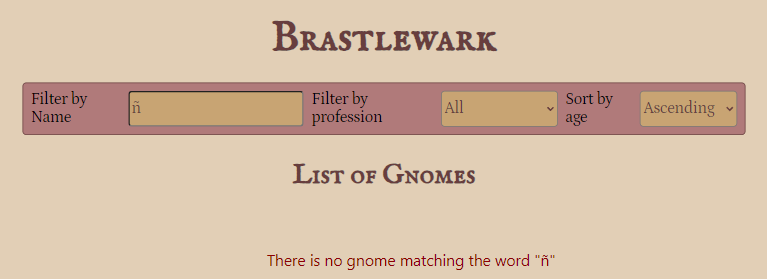 Brastlewark
Filter by Name ñ Filter by profession All Sort by age Ascending
List of Gnomes
There is no gnome matching the word "ñ"